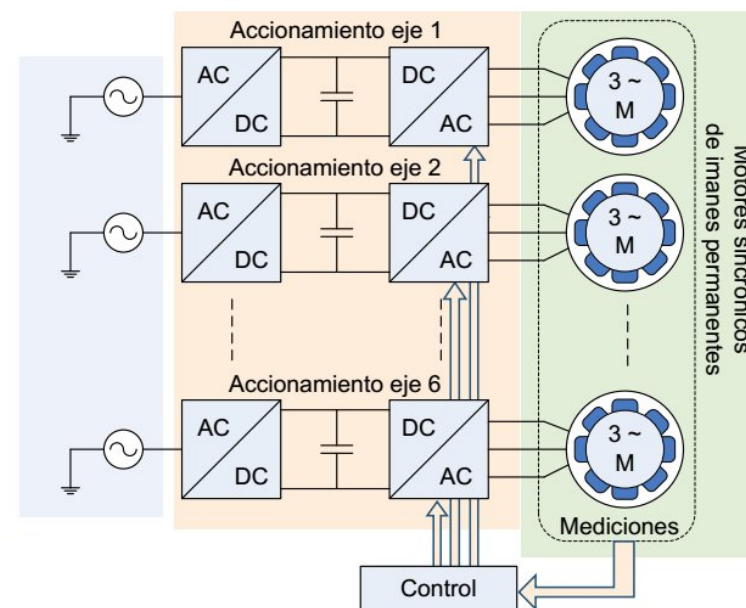 Accionamiento eje 1
AC
DC
DC
AC
3 ~
M
Accionamiento eje 2
AC
DC
DC
AC
3 ~
M
Accionamiento eje 6
AC
DC
DC
AC
3 ~
M
Motores sincrónicos
de imanes permanentes
Mediciones
Control